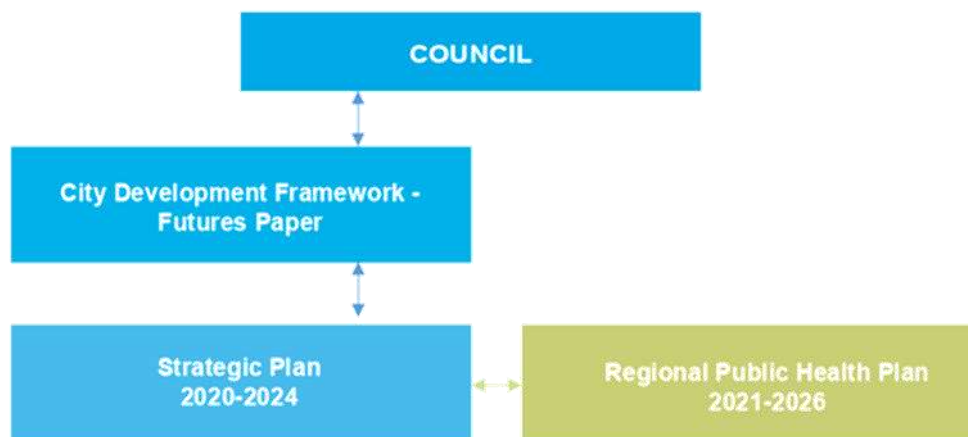 COUNCIL
City Development Framework -
Futures Paper
Strategic Plan
2020-2024
Regional Public Health Plan
2021-2026